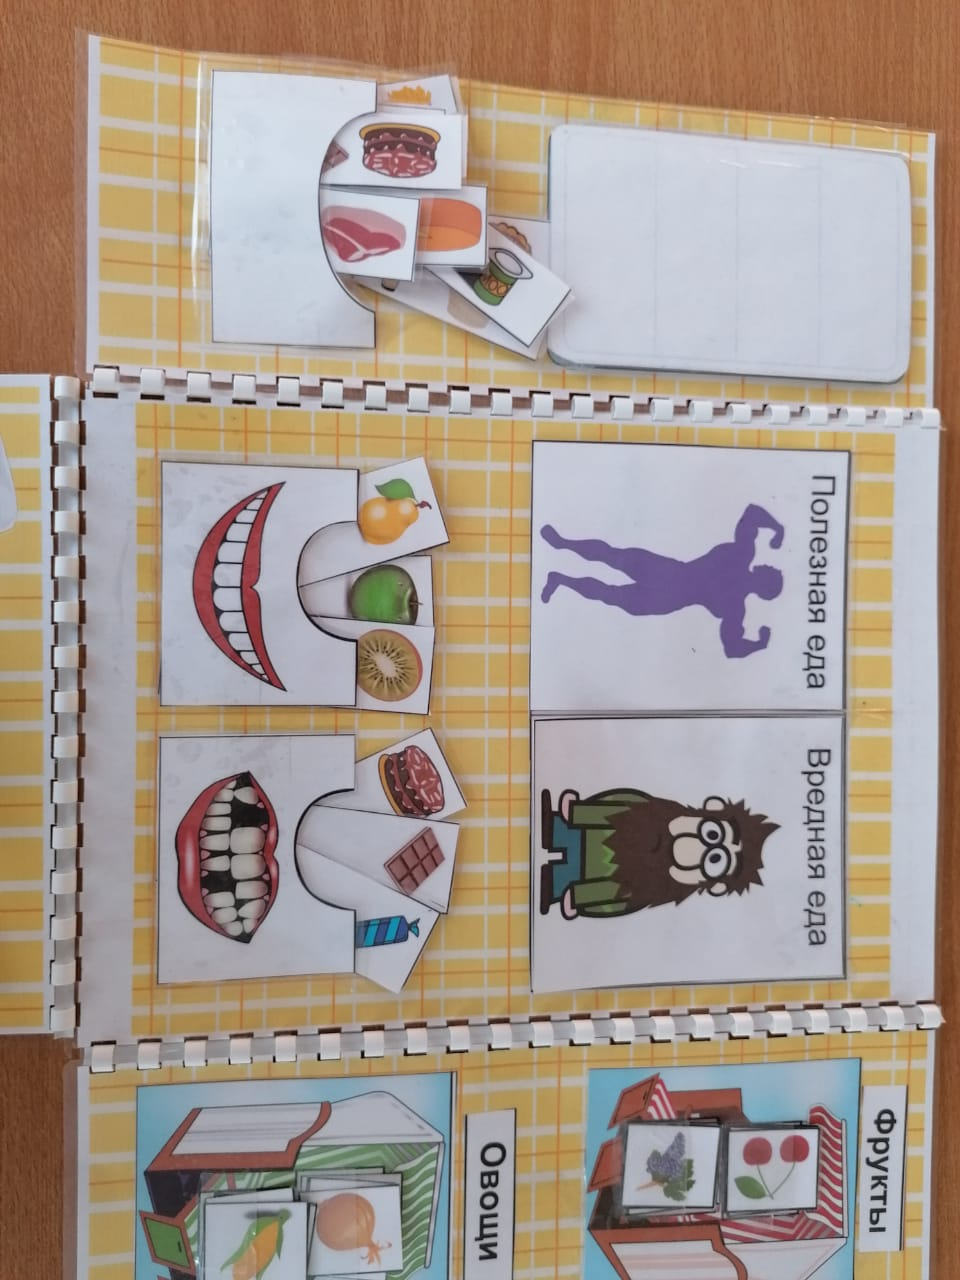 Полезная еда
Вредная еда
Фрукты
Овощи